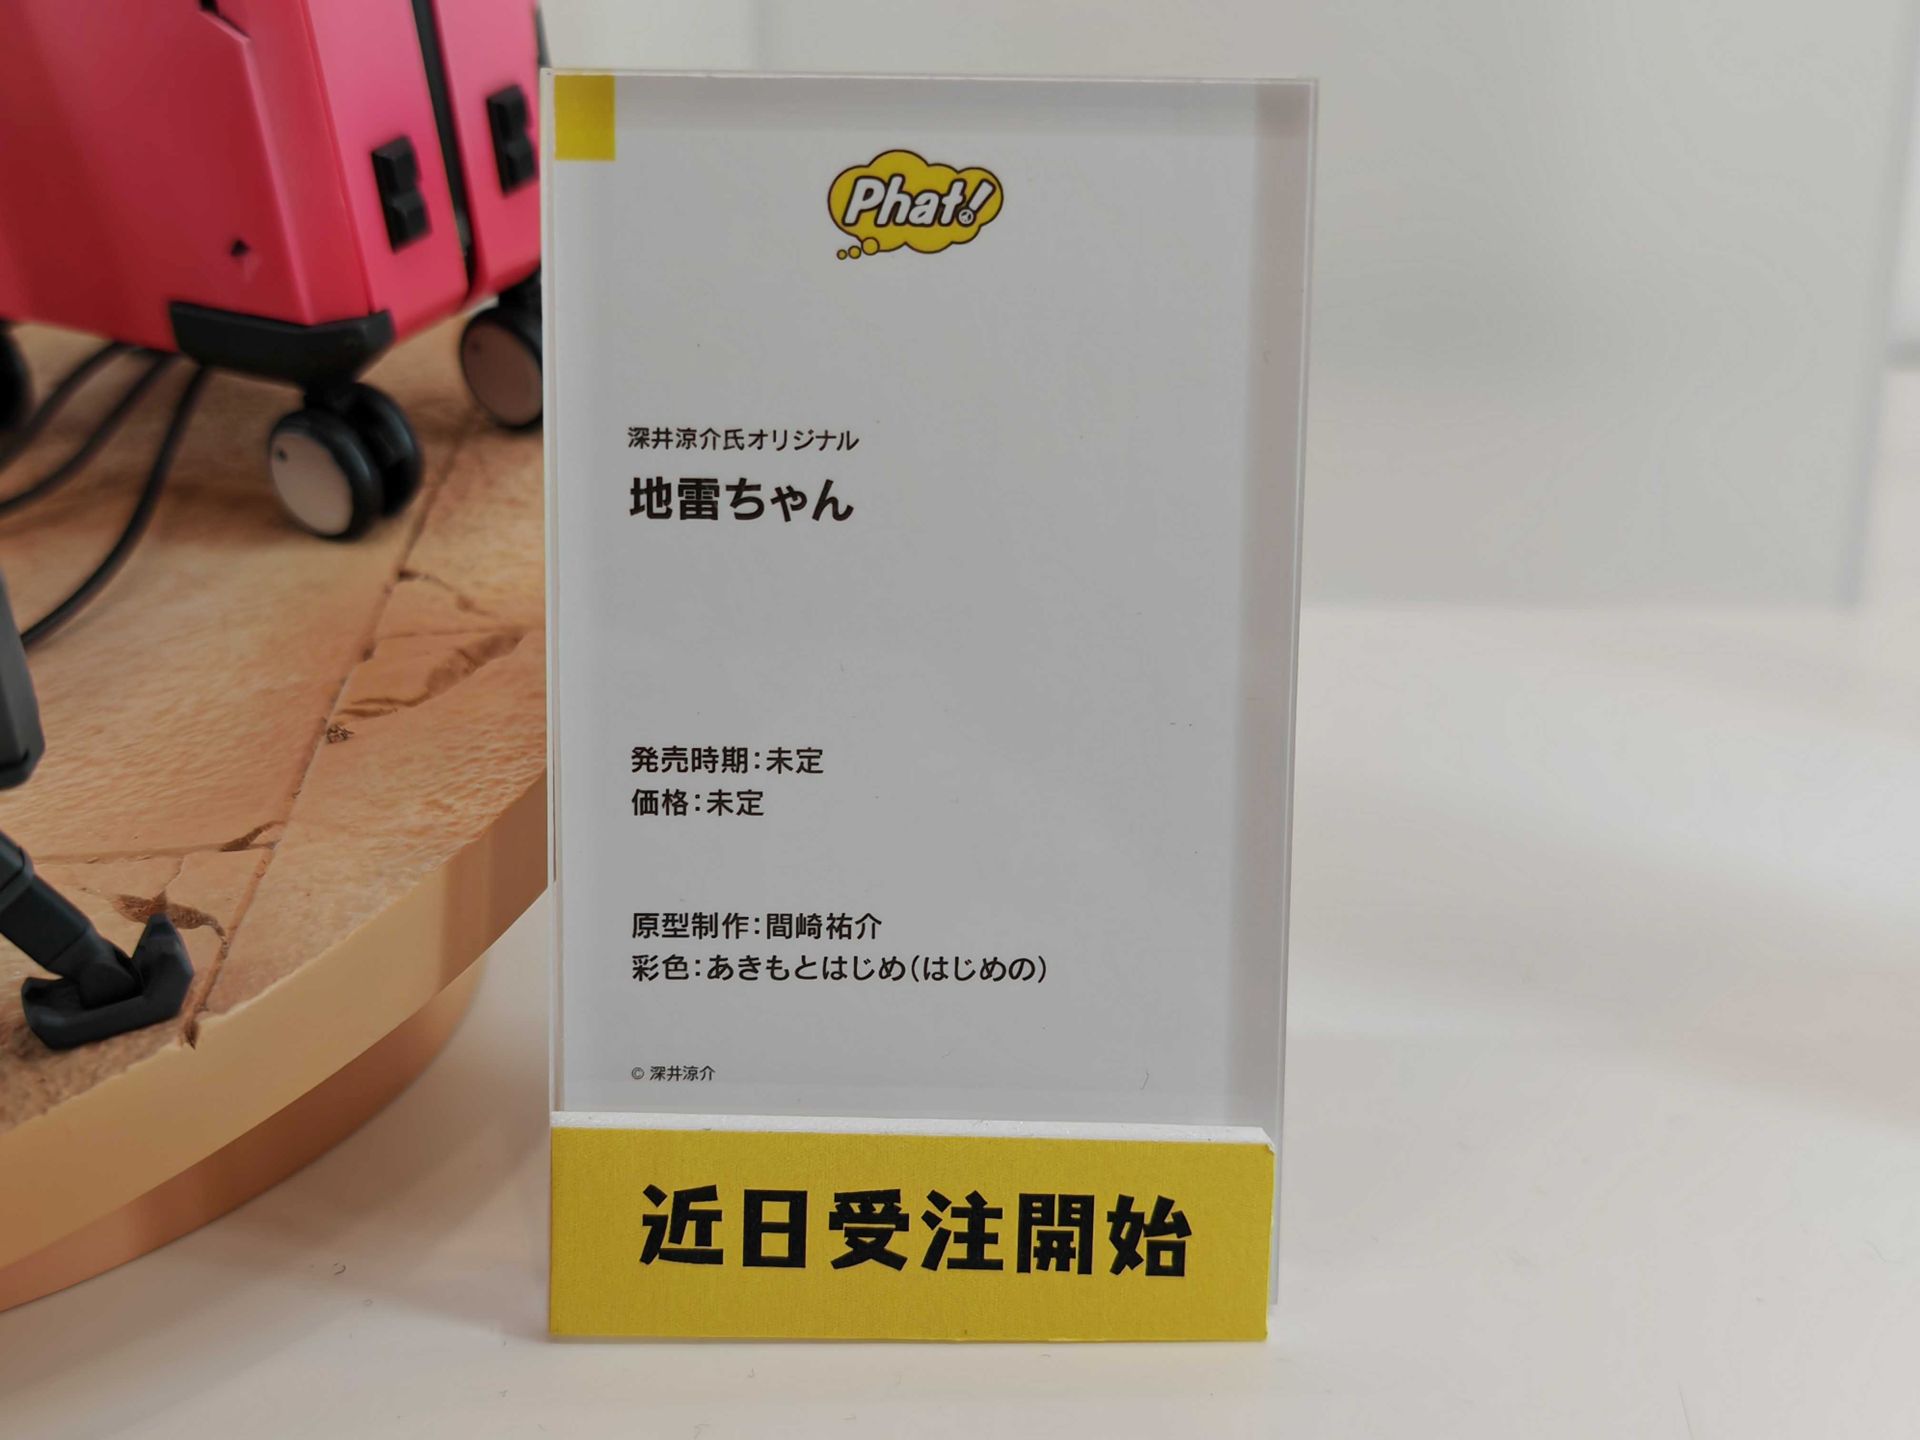 Phat!
深井涼介氏オリジナル
地雷ちゃん
発売時期：未定
価格：未定
原型制作：間崎祐介
彩色：あきもとはじめ（はじめの）
© 深井涼介
近日受注開始